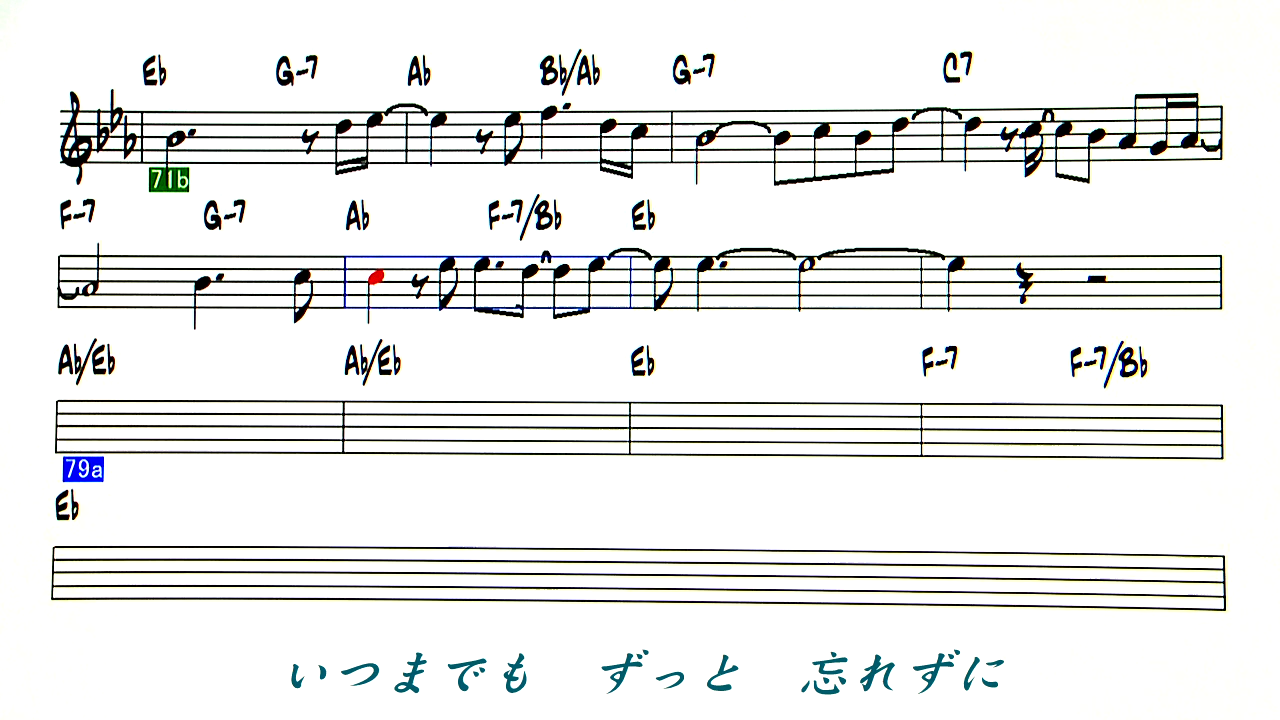 Eb G-7 Ab Bb/Ab G-7 C7
71b
F-7 G-7 Ab F-7/Bb Eb
Ab/Eb Ab/Eb Eb F-7 F-7/Bb
79a
Eb
いつまでも ずっと 忘れずに